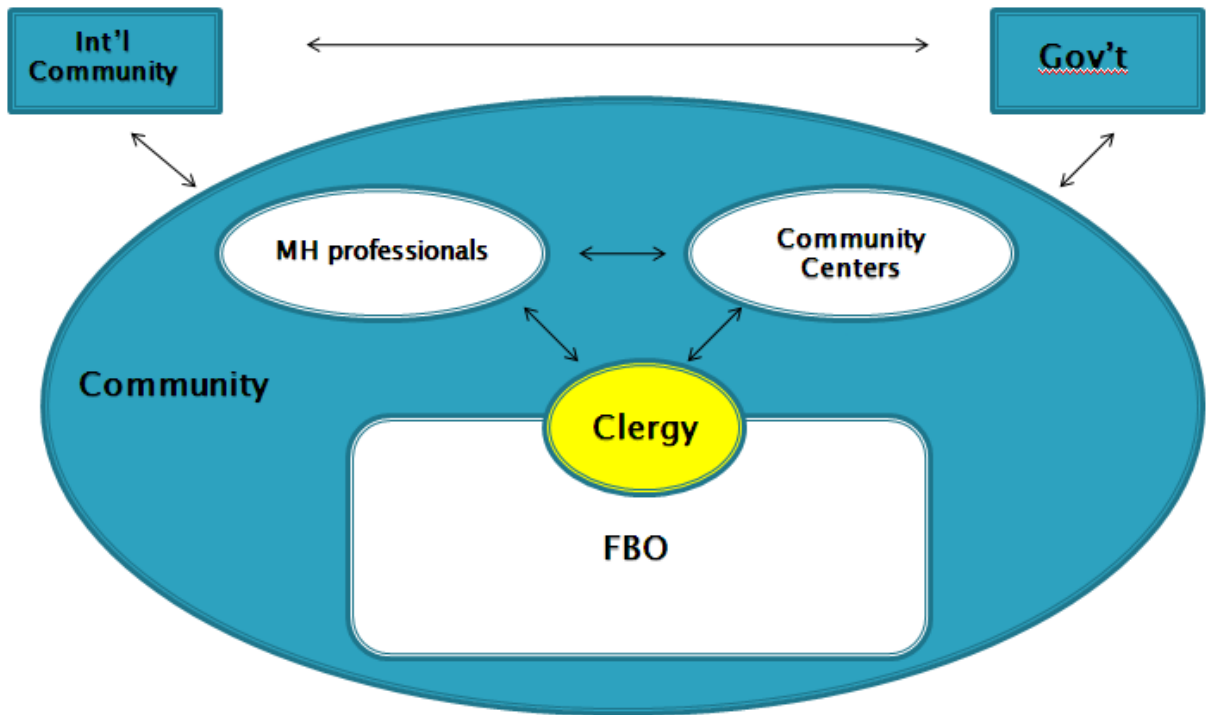 Int'l
Community
Gov't
MH professionals
Community
Centers
Community
Clergy
FBO